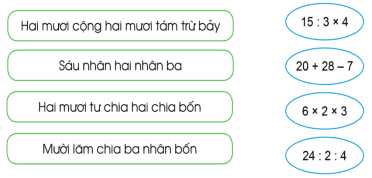 Hai mươi cộng hai mươi tám trừ bảy
15 : 3 × 4
Sáu nhân hai nhân ba
20 + 28 – 7
Hai mươi tư chia hai chia bốn
6 × 2 × 3
Mười lăm chia ba nhân bốn
24 : 2 : 4